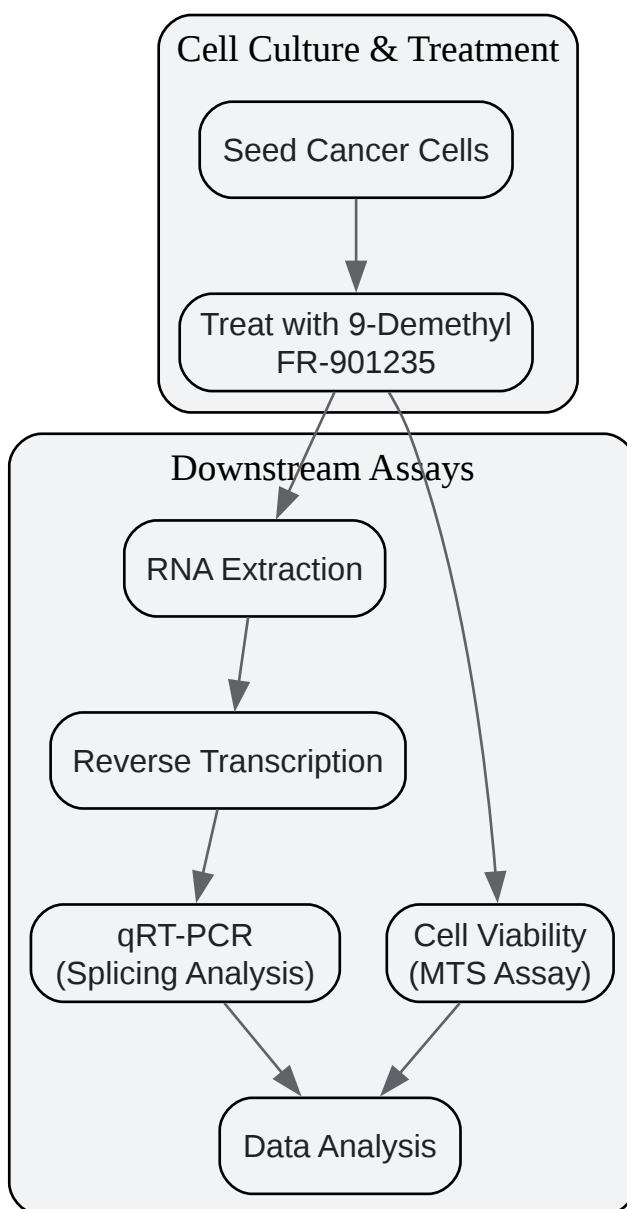 Cell Culture & Treatment
Seed Cancer Cells
Treat with 9-Demethyl
FR-901235
Downstream Assays
RNA Extraction
Reverse Transcription
qRT-PCR
(Splicing Analysis)
Cell Viability
(MTS Assay)
Data Analysis